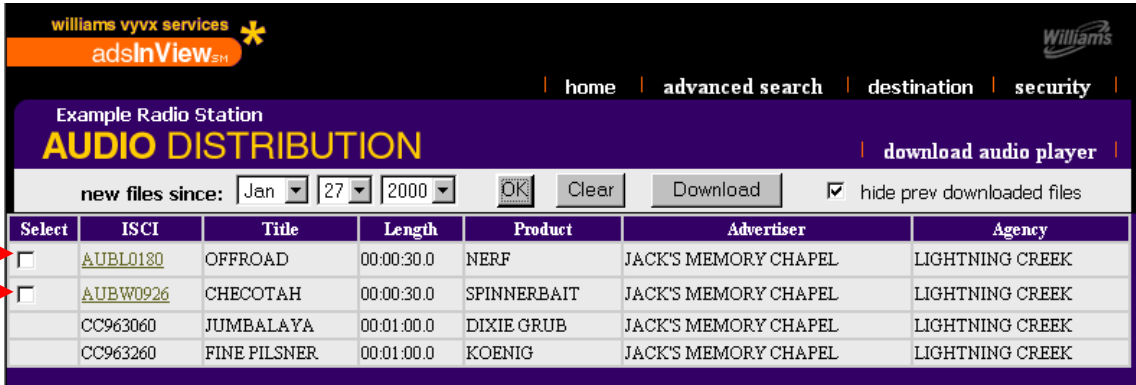 williams vyvx services
adsInView SM
Williams
home advanced search destination security
Example Radio Station
AUDIO DISTRIBUTION
download audio player
new files since: Jan 27 2000 OK Clear Download hide prev downloaded files
Select ISCI Title Length Product Advertiser Agency
AUBL0180 OFFROAD 00:00:30.0 NERF JACK'S MEMORY CHAPEL LIGHTNING CREEK
AUBW0926 CHECOTAH 00:00:30.0 SPINNERBAIT JACK'S MEMORY CHAPEL LIGHTNING CREEK
CC963060 JUMBALAYA 00:01:00.0 DIXIE GRUB JACK'S MEMORY CHAPEL LIGHTNING CREEK
CC963260 FINE PILSNER 00:01:00.0 KOENIG JACK'S MEMORY CHAPEL LIGHTNING CREEK